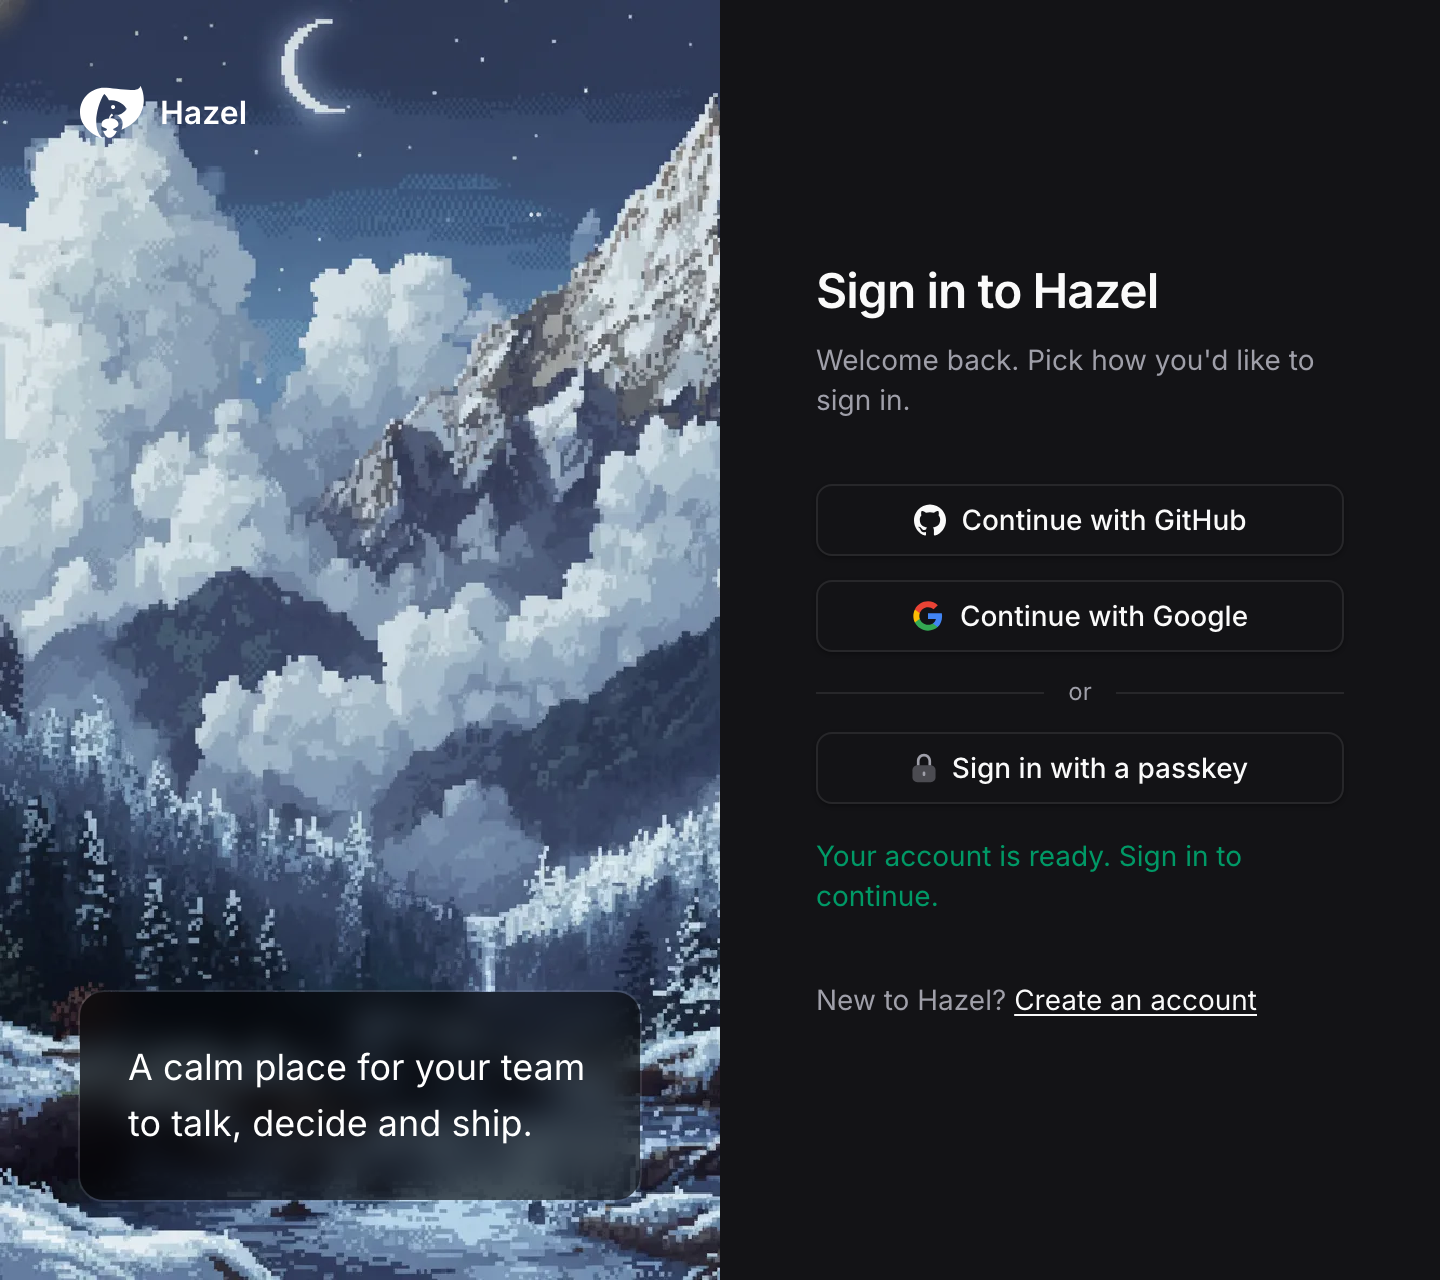 Hazel
A calm place for your team
to talk, decide and ship.
Sign in to Hazel
Welcome back. Pick how you'd like to
sign in.
Continue with GitHub
Continue with Google
or
Sign in with a passkey
Your account is ready. Sign in to
continue.
New to Hazel? Create an account